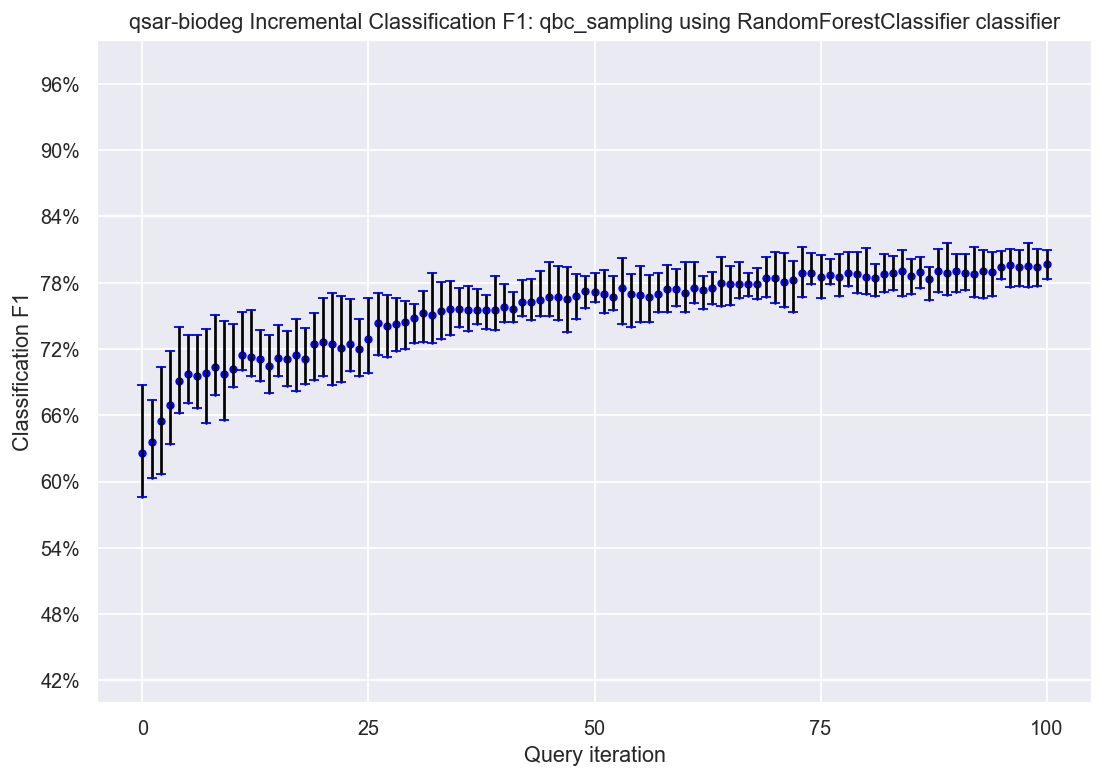 qsar-biodeg Incremental Classification F1: qbc_sampling using RandomForestClassifier classifier
96%
90%
84%
78%
72%
66%
60%
54%
48%
42%
Classification F1
0 25 50 75 100
Query iteration